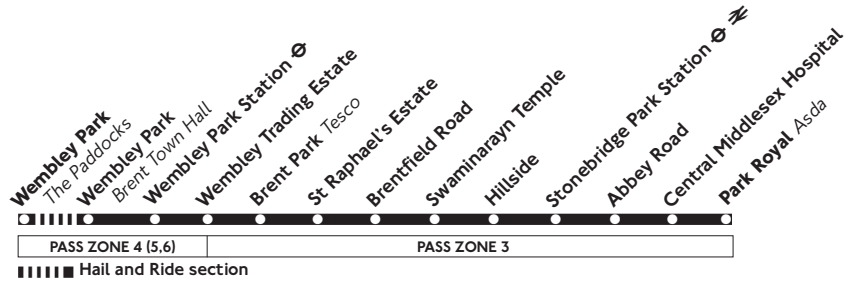 Wembley Park
The Paddocks
Wembley Park
Brent Town Hall
Wembley Park Station
Wembley Trading Estate
Brent Park Tesco
St Raphael's Estate
Brentfield Road
Swaminarayn Temple
Hillside
Stonebridge Park Station
Abbey Road
Central Middlesex Hospital
Park Royal Asda
PASS ZONE 4 (5,6)
PASS ZONE 3
Hail and Ride section